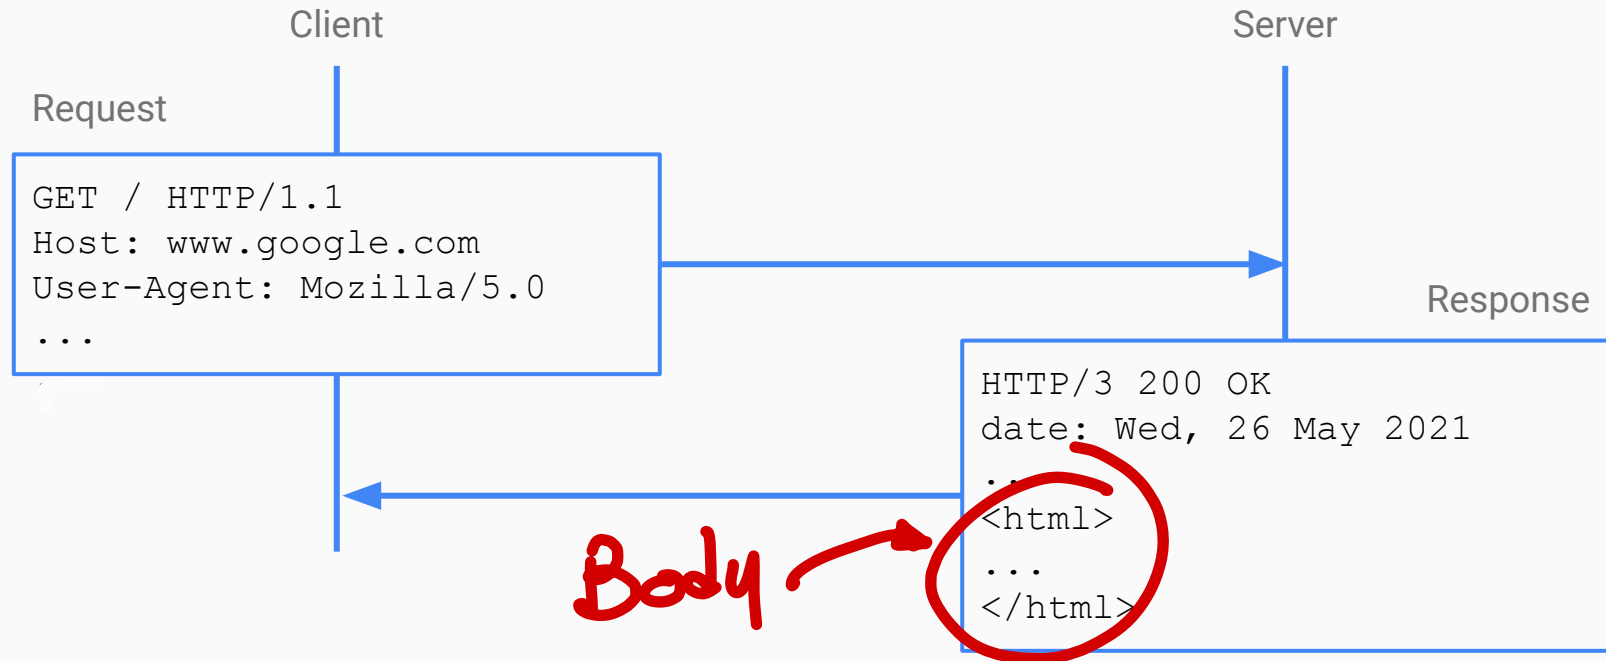 Client
Server
Request
GET / HTTP/1.1
Host: www.google.com
User-Agent: Mozilla/5.0
...
Response
HTTP/3 200 OK
date: Wed, 26 May 2021
...
<html>
...
</html>
Body